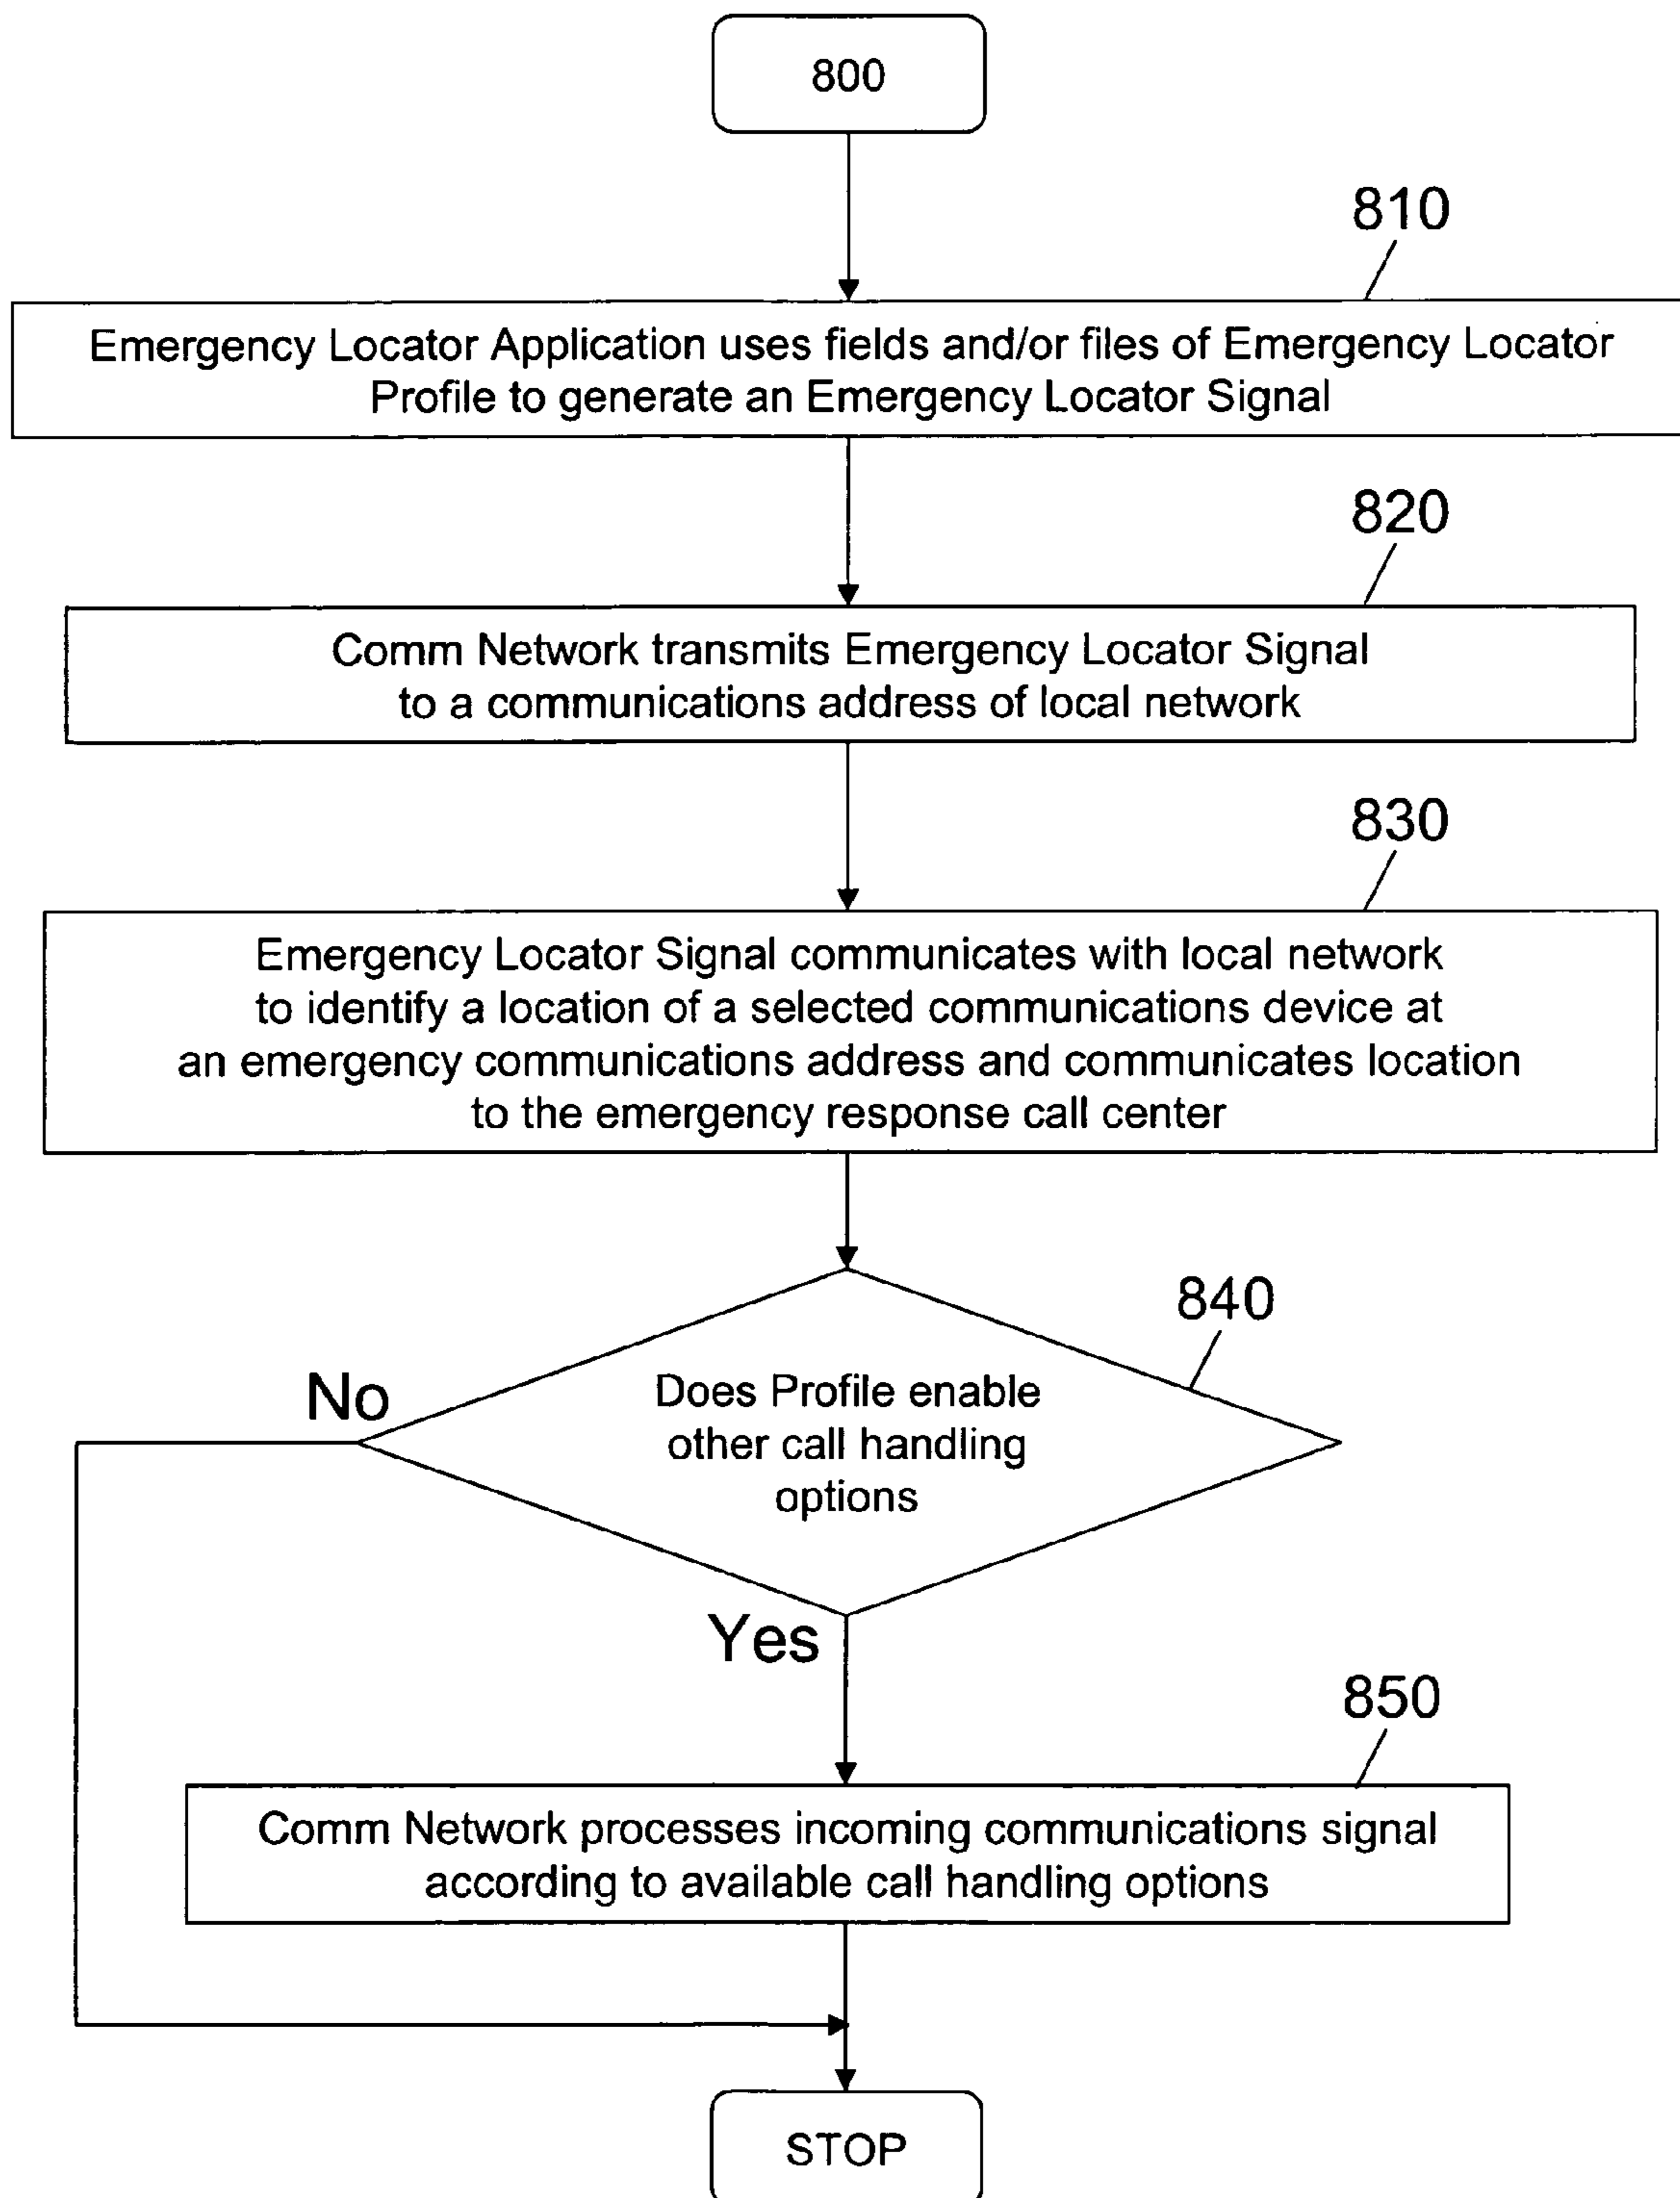 800
810
Emergency Locator Application uses fields and/or files of Emergency Locator
Profile to generate an Emergency Locator Signal
820
Comm Network transmits Emergency Locator Signal
to a communications address of local network
830
Emergency Locator Signal communicates with local network
to identify a location of a selected communications device at
an emergency communications address and communicates location
to the emergency response call center
840
No
Does Profile enable
other call handling
options
Yes
850
Comm Network processes incoming communications signal
according to available call handling options
STOP